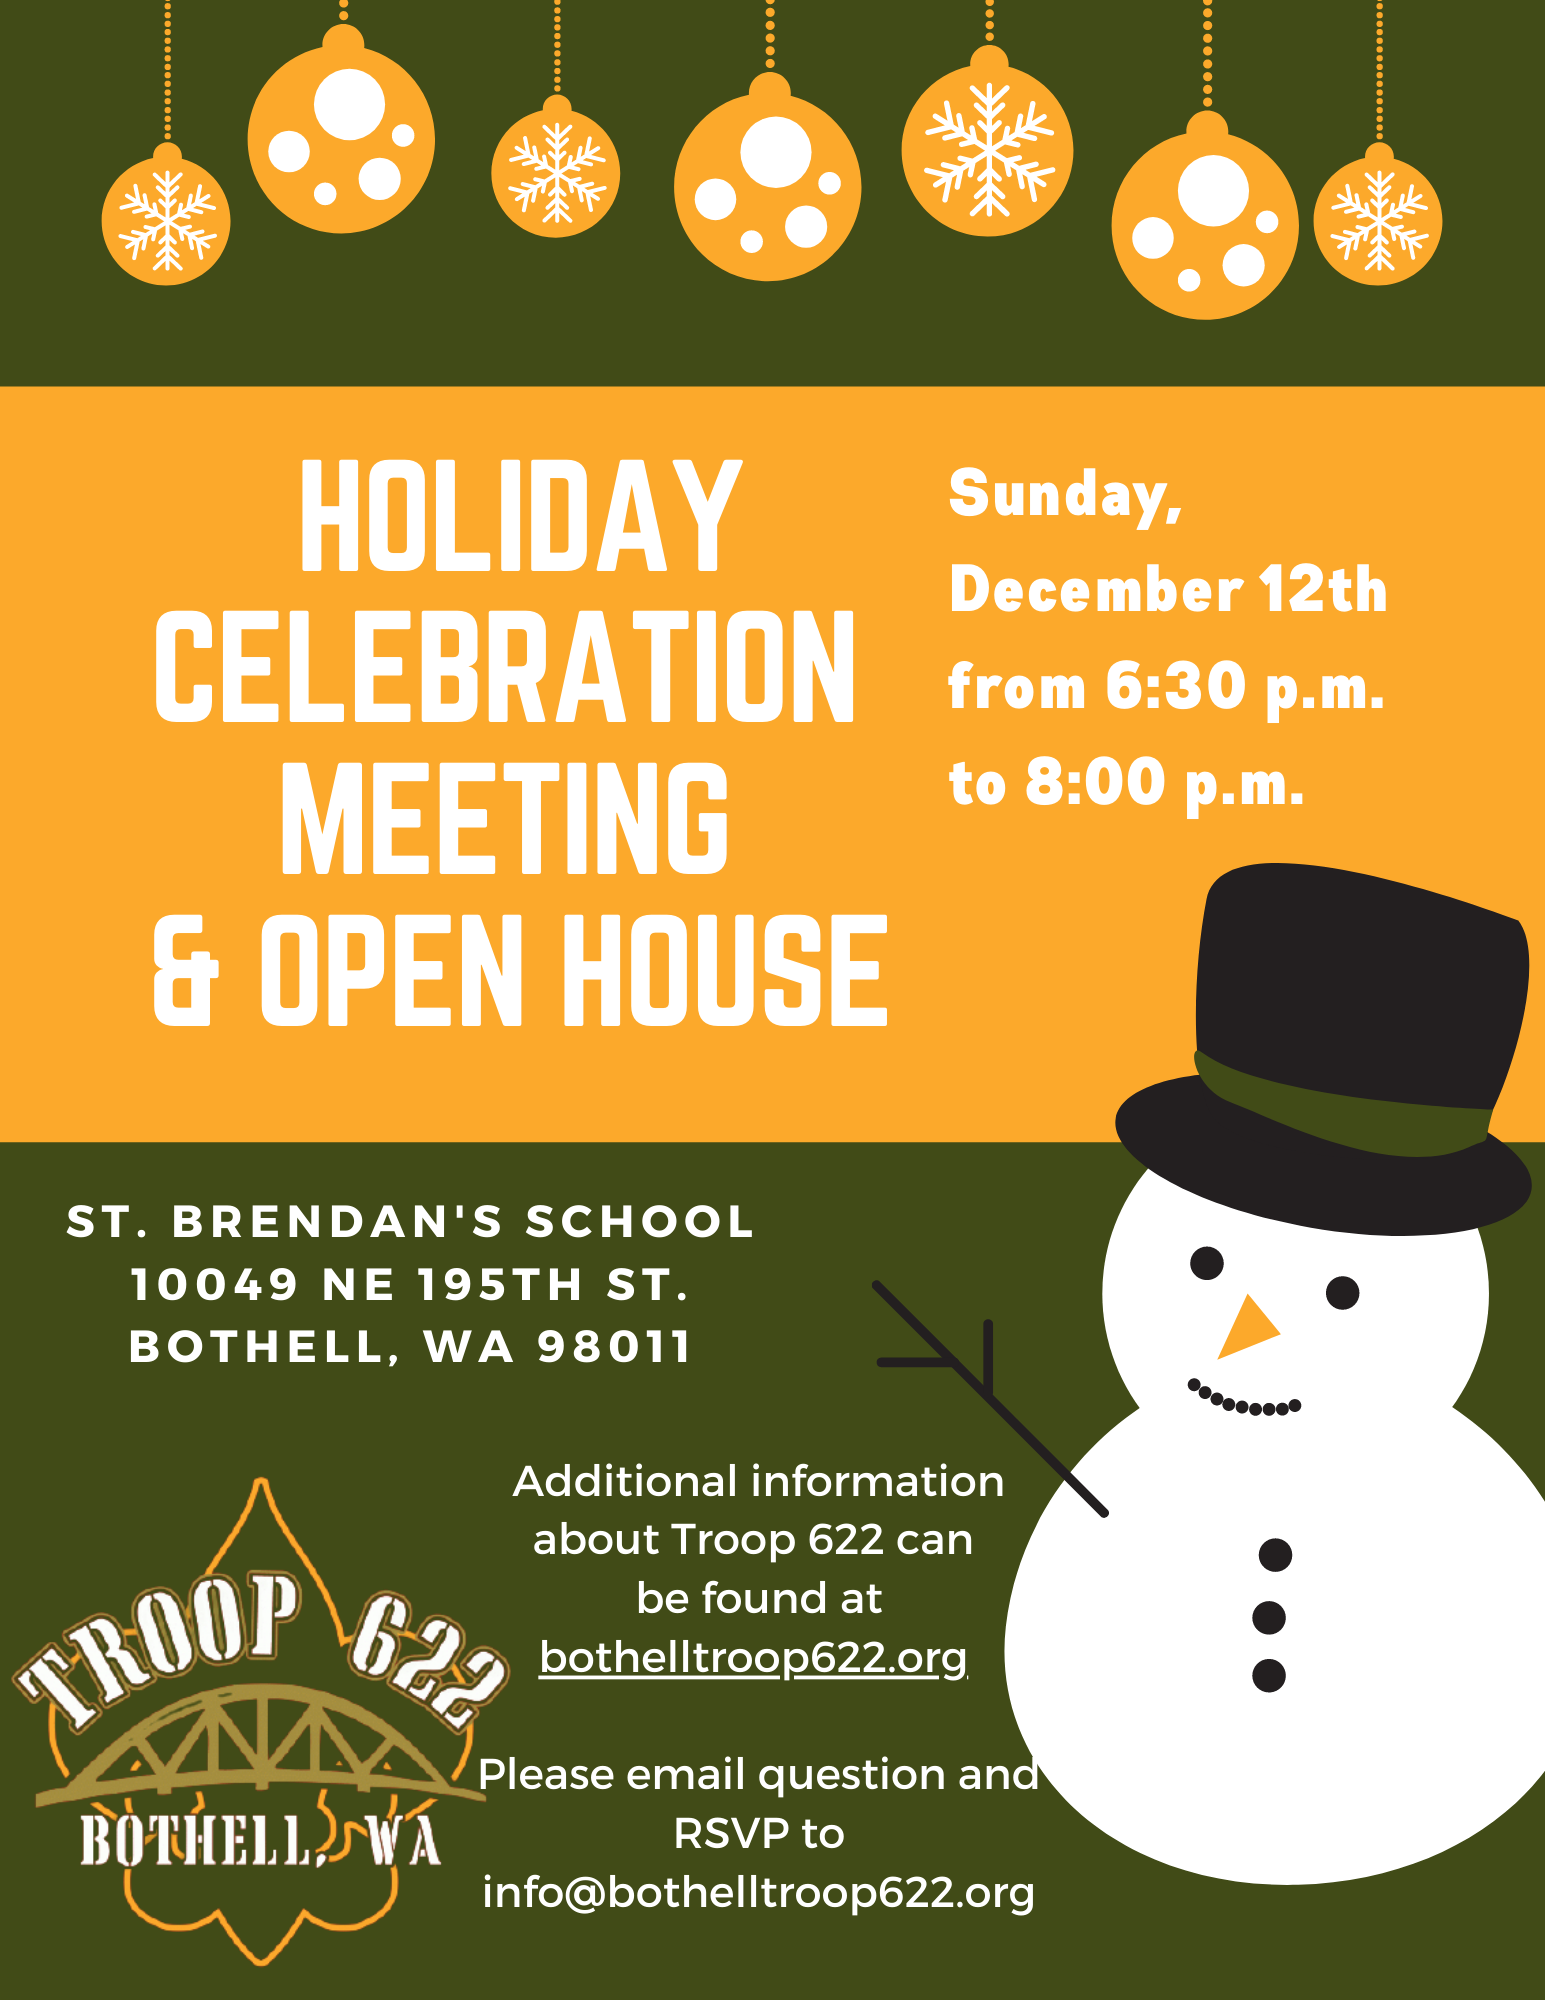 HOLIDAY
CELEBRATION
MEETING
& OPEN HOUSE
Sunday,
December 12th
from 6:30 p.m.
to 8:00 p.m.
ST. BRENDAN'S SCHOOL
10049 NE 195TH ST.
BOTHELL, WA 98011
Additional information
about Troop 622 can
be found at
bothelltroop622.org
Please email question and
RSVP to
info@bothelltroop622.org
TROOP 622
BOTHELL, WA